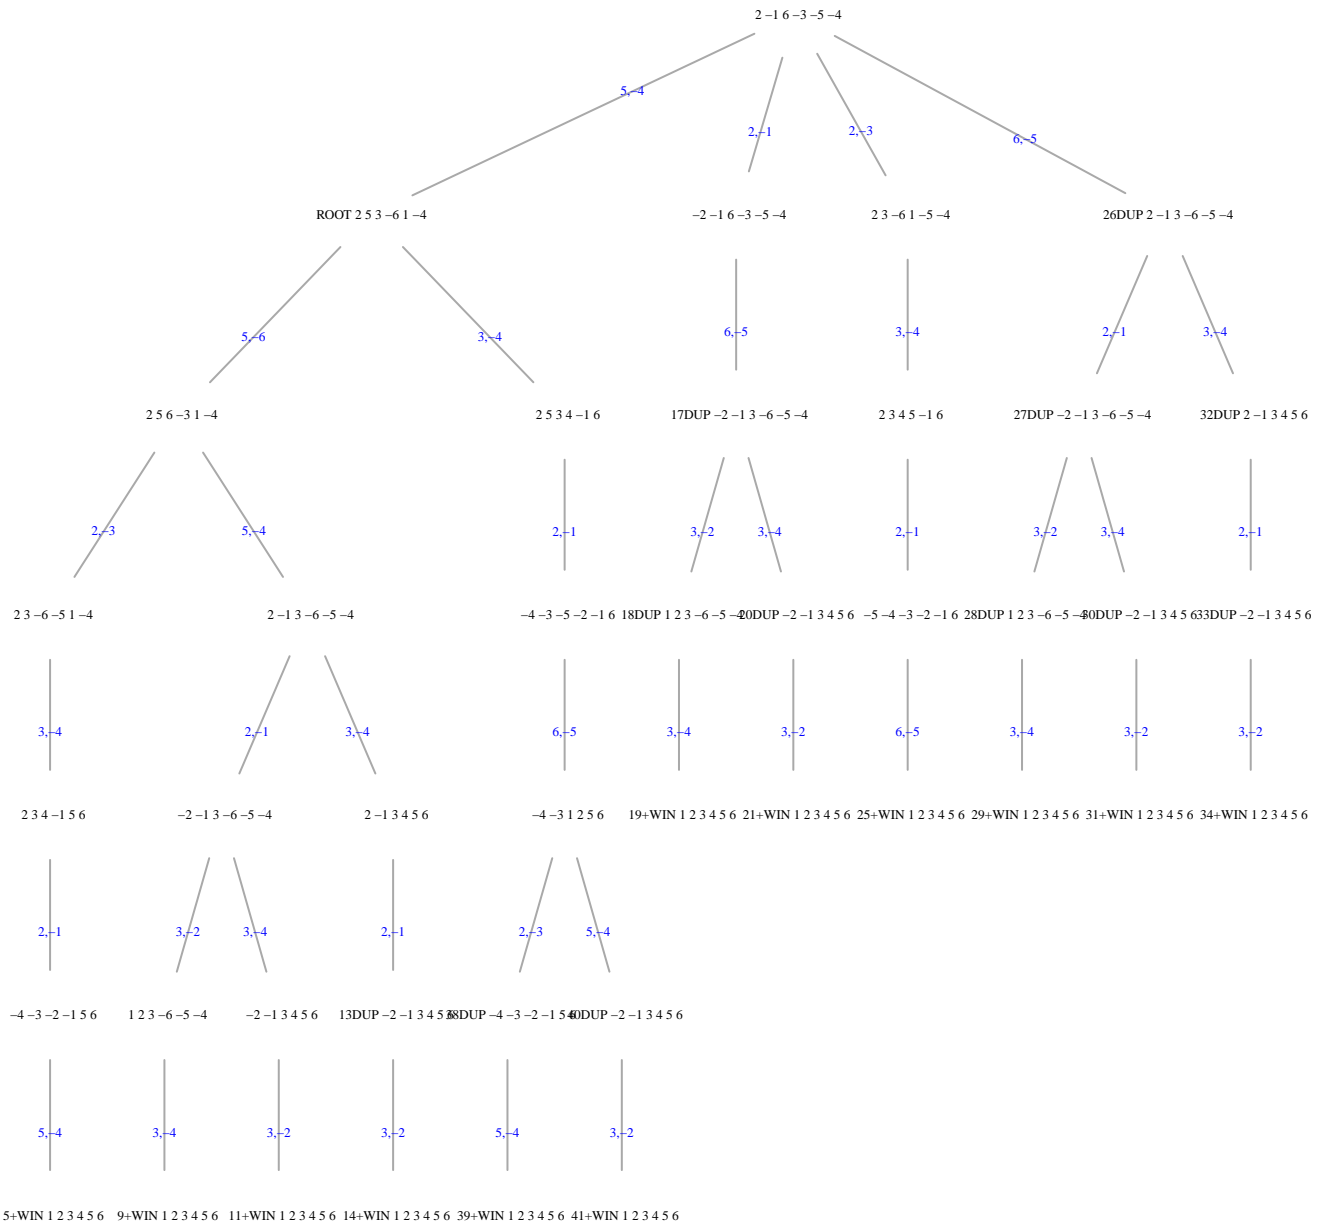 2 −1 6 −3 −5 −4
5,−4
2,−1
2,−3
6,−5
ROOT 2 5 3 −6 1 −4
−2 −1 6 −3 −5 −4
2 3 −6 1 −5 −4
26DUP 2 −1 3 −6 −5 −4
5,−6
3,−4
6,−5
3,−4
2,−1
3,−4
2 5 6 −3 1 −4
2 5 3 4 −1 6
17DUP −2 −1 3 −6 −5 −4
2 3 4 5 −1 6
27DUP −2 −1 3 −6 −5 −4
32DUP 2 −1 3 4 5 6
2,−3
5,−4
2,−1
3,−2
3,−4
2,−1
3,−2
3,−4
2,−1
2 3 −6 −5 1 −4
2 −1 3 −6 −5 −4
−4 −3 −5 −2 −1 6
18DUP 1 2 3 −6 −5 −4
20DUP −2 −1 3 4 5 6
−5 −4 −3 −2 −1 6
28DUP 1 2 3 −6 −5 −4
30DUP −2 −1 3 4 5 6
33DUP −2 −1 3 4 5 6
3,−4
2,−1
3,−4
6,−5
3,−4
3,−2
6,−5
3,−4
3,−2
3,−2
2 3 4 −1 5 6
−2 −1 3 −6 −5 −4
2 −1 3 4 5 6
−4 −3 1 2 5 6
19+WIN 1 2 3 4 5 6
21+WIN 1 2 3 4 5 6
25+WIN 1 2 3 4 5 6
29+WIN 1 2 3 4 5 6
31+WIN 1 2 3 4 5 6
34+WIN 1 2 3 4 5 6
2,−1
3,−2
3,−4
2,−1
2,−3
5,−4
−4 −3 −2 −1 5 6
1 2 3 −6 −5 −4
−2 −1 3 4 5 6
13DUP −2 −1 3 4 5 6
38DUP −4 −3 −2 −1 5 6
40DUP −2 −1 3 4 5 6
5,−4
3,−4
3,−2
3,−2
5,−4
3,−2
5+WIN 1 2 3 4 5 6
9+WIN 1 2 3 4 5 6
11+WIN 1 2 3 4 5 6
14+WIN 1 2 3 4 5 6
39+WIN 1 2 3 4 5 6
41+WIN 1 2 3 4 5 6